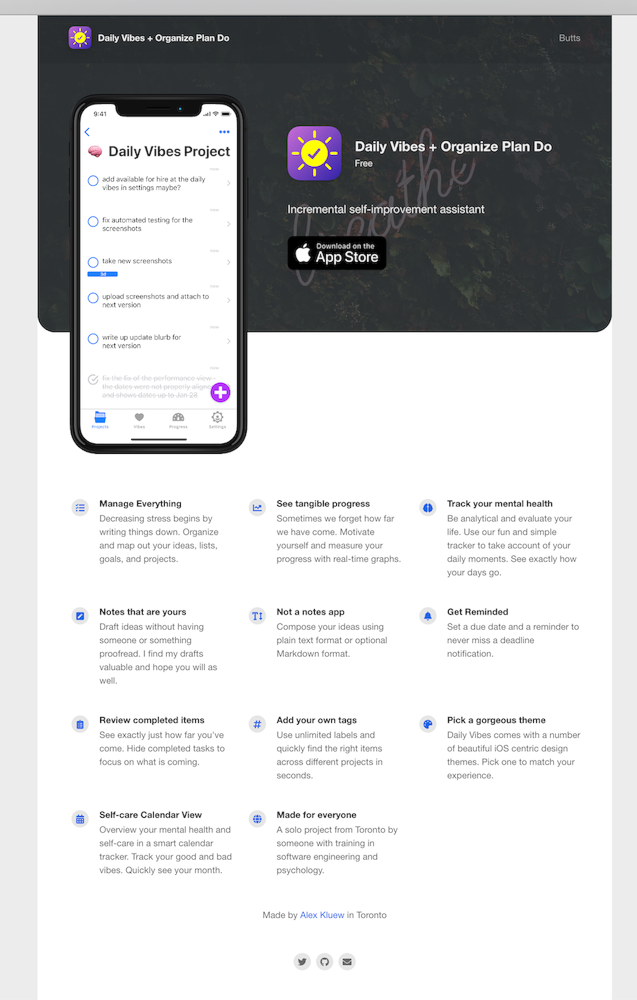 Daily Vibes + Organize Plan Do
Butts
9:41
Daily Vibes Project
add available for hire at the daily
vibes in settings maybe?
fix automated testing for the
screenshots
take new screenshots
upload screenshots and attach to
next version
write up update blurb for
next version
fix the fix of the performance view -
the dates were not properly aligned
and shows dates up to Jan 28
Projects
Vibes
Progress
Settings
breathe
Daily Vibes + Organize Plan Do
Free
Incremental self-improvement assistant
Download on the
App Store
Manage Everything
Decreasing stress begins by
writing things down. Organize
and map out your ideas, lists,
goals, and projects.
See tangible progress
Sometimes we forget how far
we have come. Motivate
yourself and measure your
progress with real-time graphs.
Track your mental health
Be analytical and evaluate your
life. Use our fun and simple
tracker to take account of your
daily moments. See exactly how
your days go.
Notes that are yours
Draft ideas without having
someone or something
proofread. I find my drafts
valuable and hope you will as
well.
Not a notes app
Compose your ideas using
plain text format or optional
Markdown format.
Get Reminded
Set a due date and a reminder to
never miss a deadline
notification.
Review completed items
See exactly just how far you've
come. Hide completed tasks to
focus on what is coming.
Add your own tags
Use unlimited labels and
quickly find the right items
across different projects in
seconds.
Pick a gorgeous theme
Daily Vibes comes with a number
of beautiful iOS centric design
themes. Pick one to match your
experience.
Self-care Calendar View
Overview your mental health and
self-care in a smart calendar
tracker. Track your good and bad
vibes. Quickly see your month.
Made for everyone
A solo project from Toronto by
someone with training in
software engineering and
psychology.
Made by Alex Kluew in Toronto